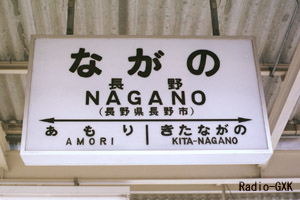 ながの
長野
NAGANO
(長野県長野市)
あもり きたながの
AMORI KITA-NAGANO
Radio-GXK